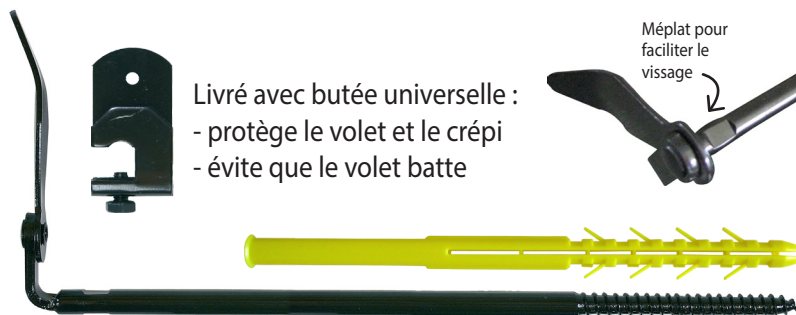 Livré avec butée universelle :
- protège le volet et le crépi
- évite que le volet batte
Méplat pour
faciliter le
vissage